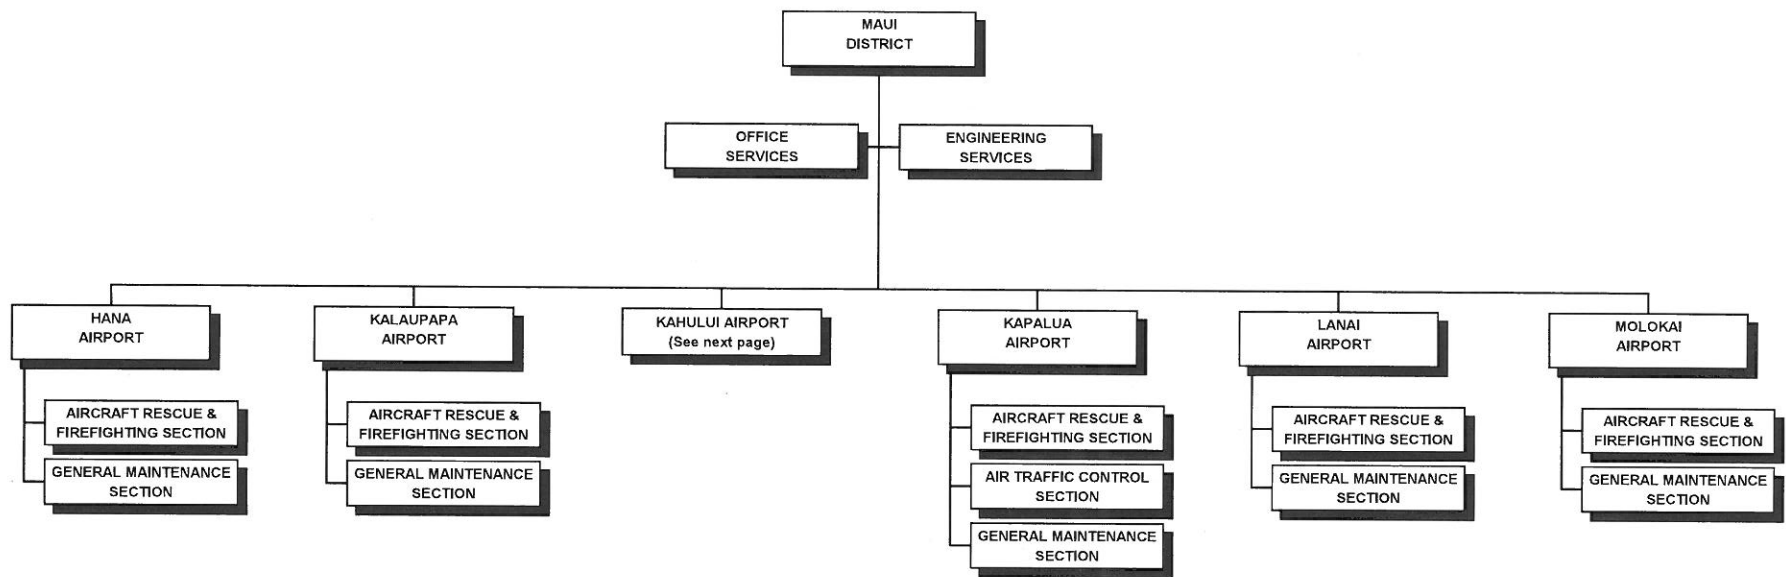 MAUI
DISTRICT
OFFICE
SERVICES
ENGINEERING
SERVICES
HANA
AIRPORT
AIRCRAFT RESCUE &
FIREFIGHTING SECTION
GENERAL MAINTENANCE
SECTION
KALAUPAPA
AIRPORT
AIRCRAFT RESCUE &
FIREFIGHTING SECTION
GENERAL MAINTENANCE
SECTION
KAHULUI AIRPORT
(See next page)
KAPALUA
AIRPORT
AIRCRAFT RESCUE &
FIREFIGHTING SECTION
AIR TRAFFIC CONTROL
SECTION
GENERAL MAINTENANCE
SECTION
LANAI
AIRPORT
AIRCRAFT RESCUE &
FIREFIGHTING SECTION
GENERAL MAINTENANCE
SECTION
MOLOKAI
AIRPORT
AIRCRAFT RESCUE &
FIREFIGHTING SECTION
GENERAL MAINTENANCE
SECTION